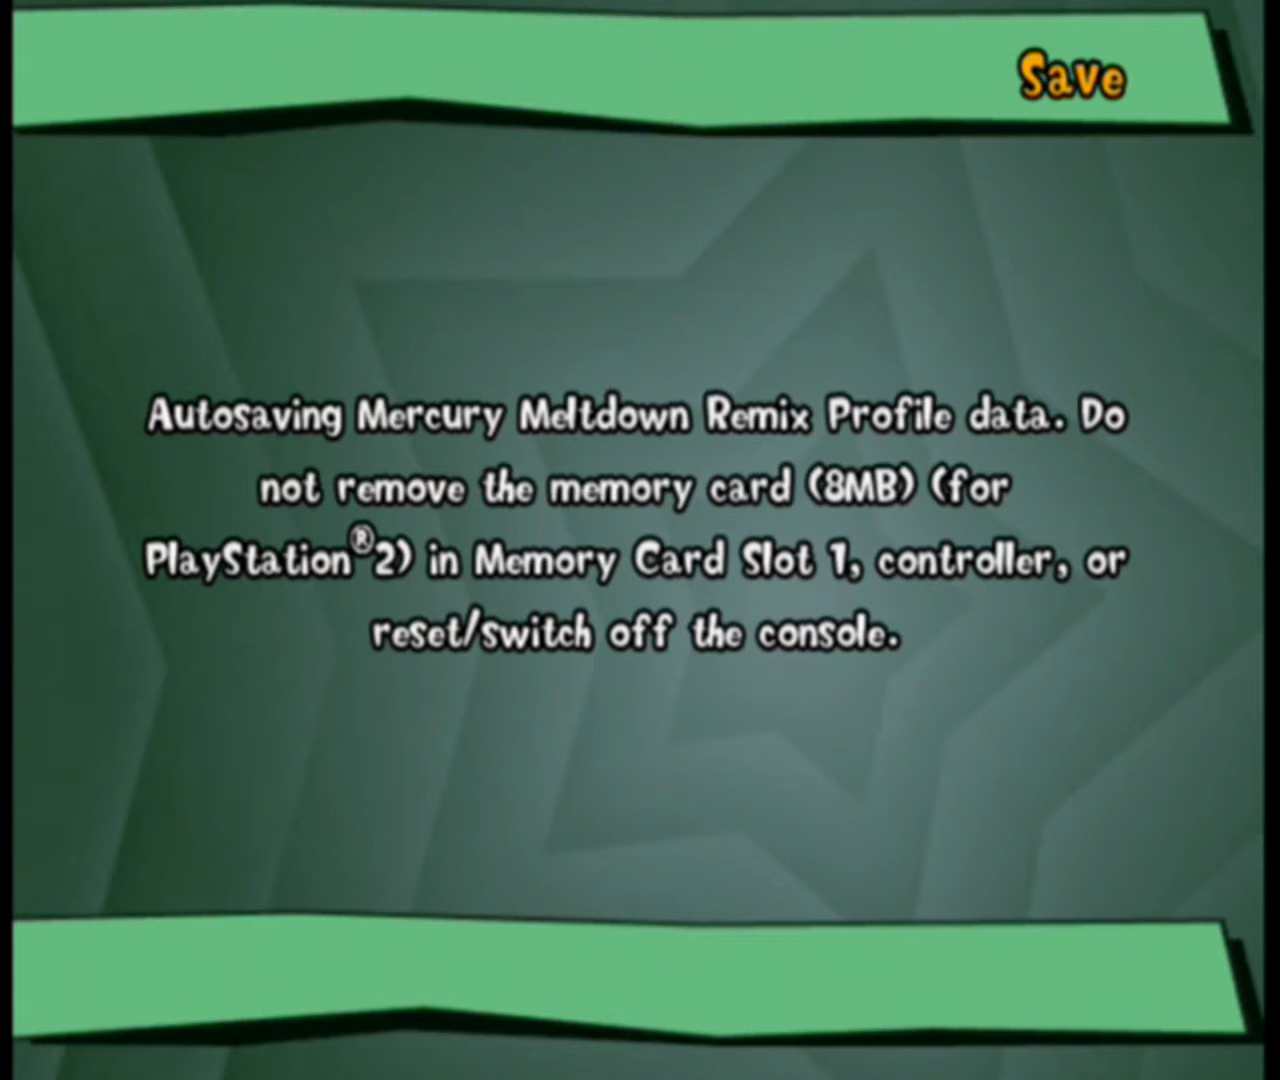 Save
Autosaving Mercury Meltdown Remix Profile data. Do
not remove the memory card (8MB) (for
PlayStation®2) in Memory Card Slot 1, controller, or
reset/switch off the console.